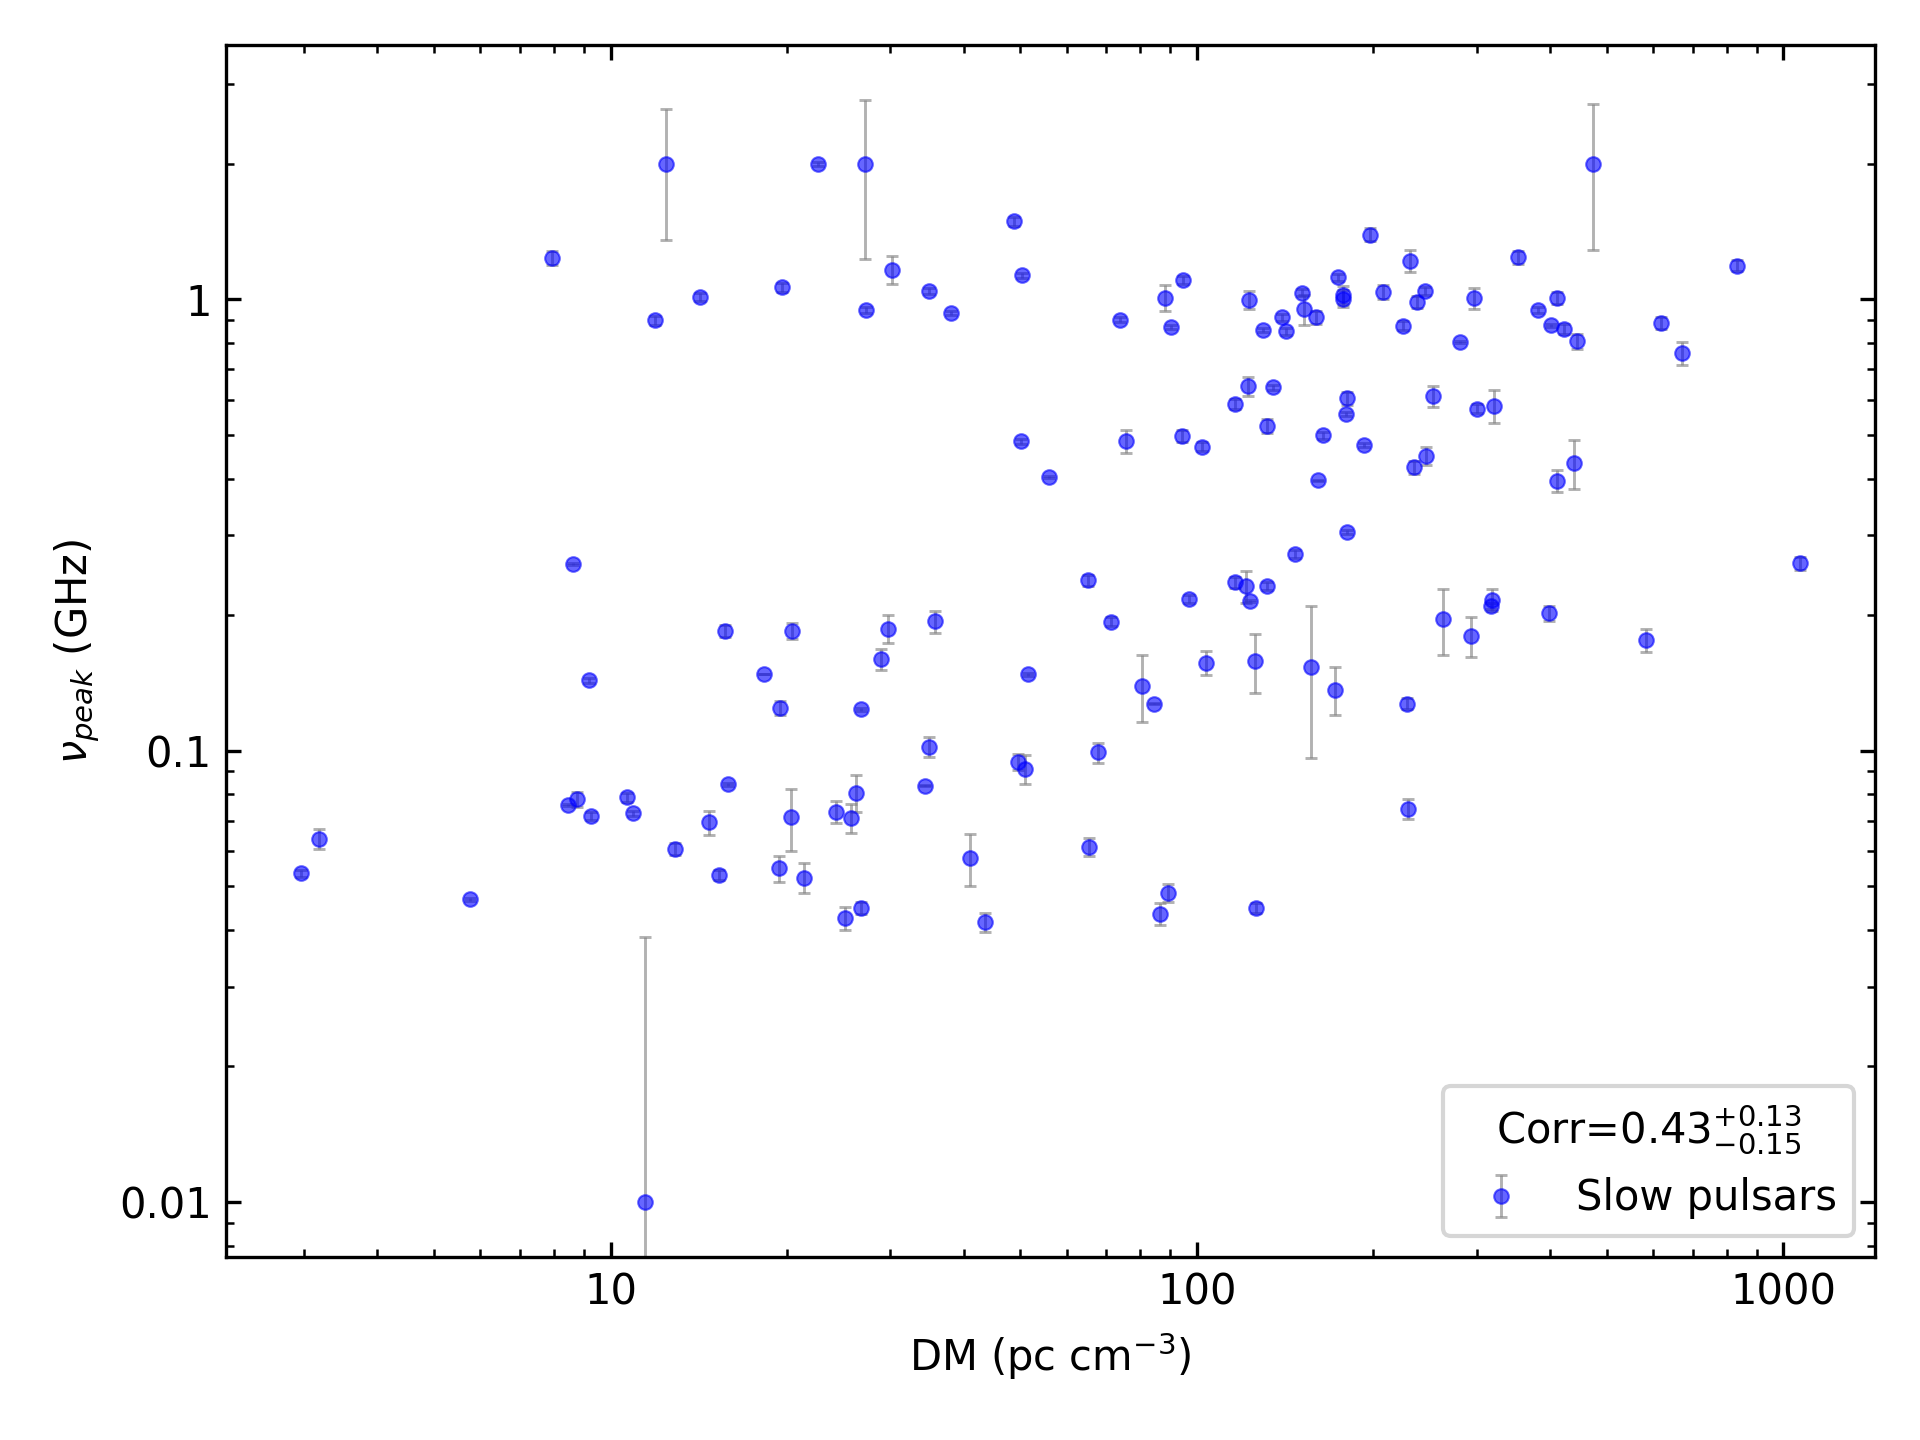 1
0.1
0.01
ν_peak (GHz)
10 100 1000
DM (pc cm⁻³)
Corr=0.43 +0.13 −0.15
Slow pulsars